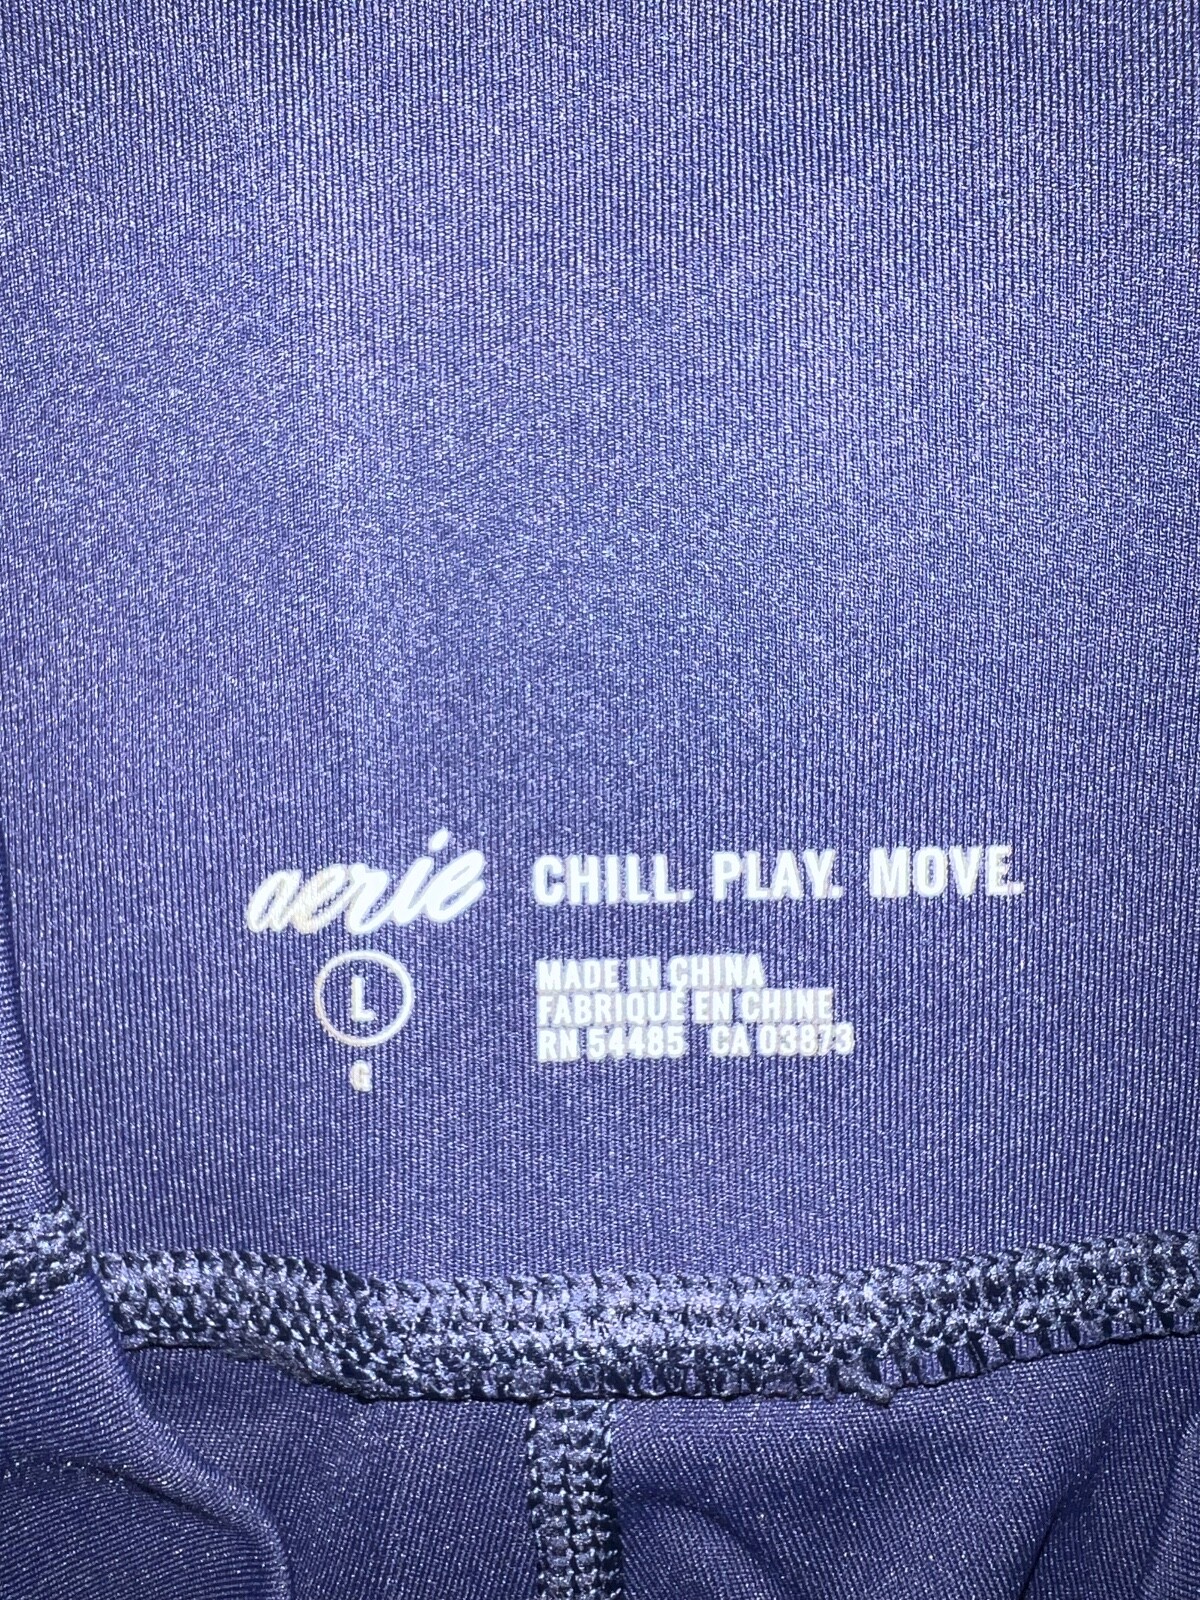 aerie CHILL. PLAY. MOVE.
L
G
MADE IN CHINA
FABRIQUÉ EN CHINE
RN 54485 CA 03873